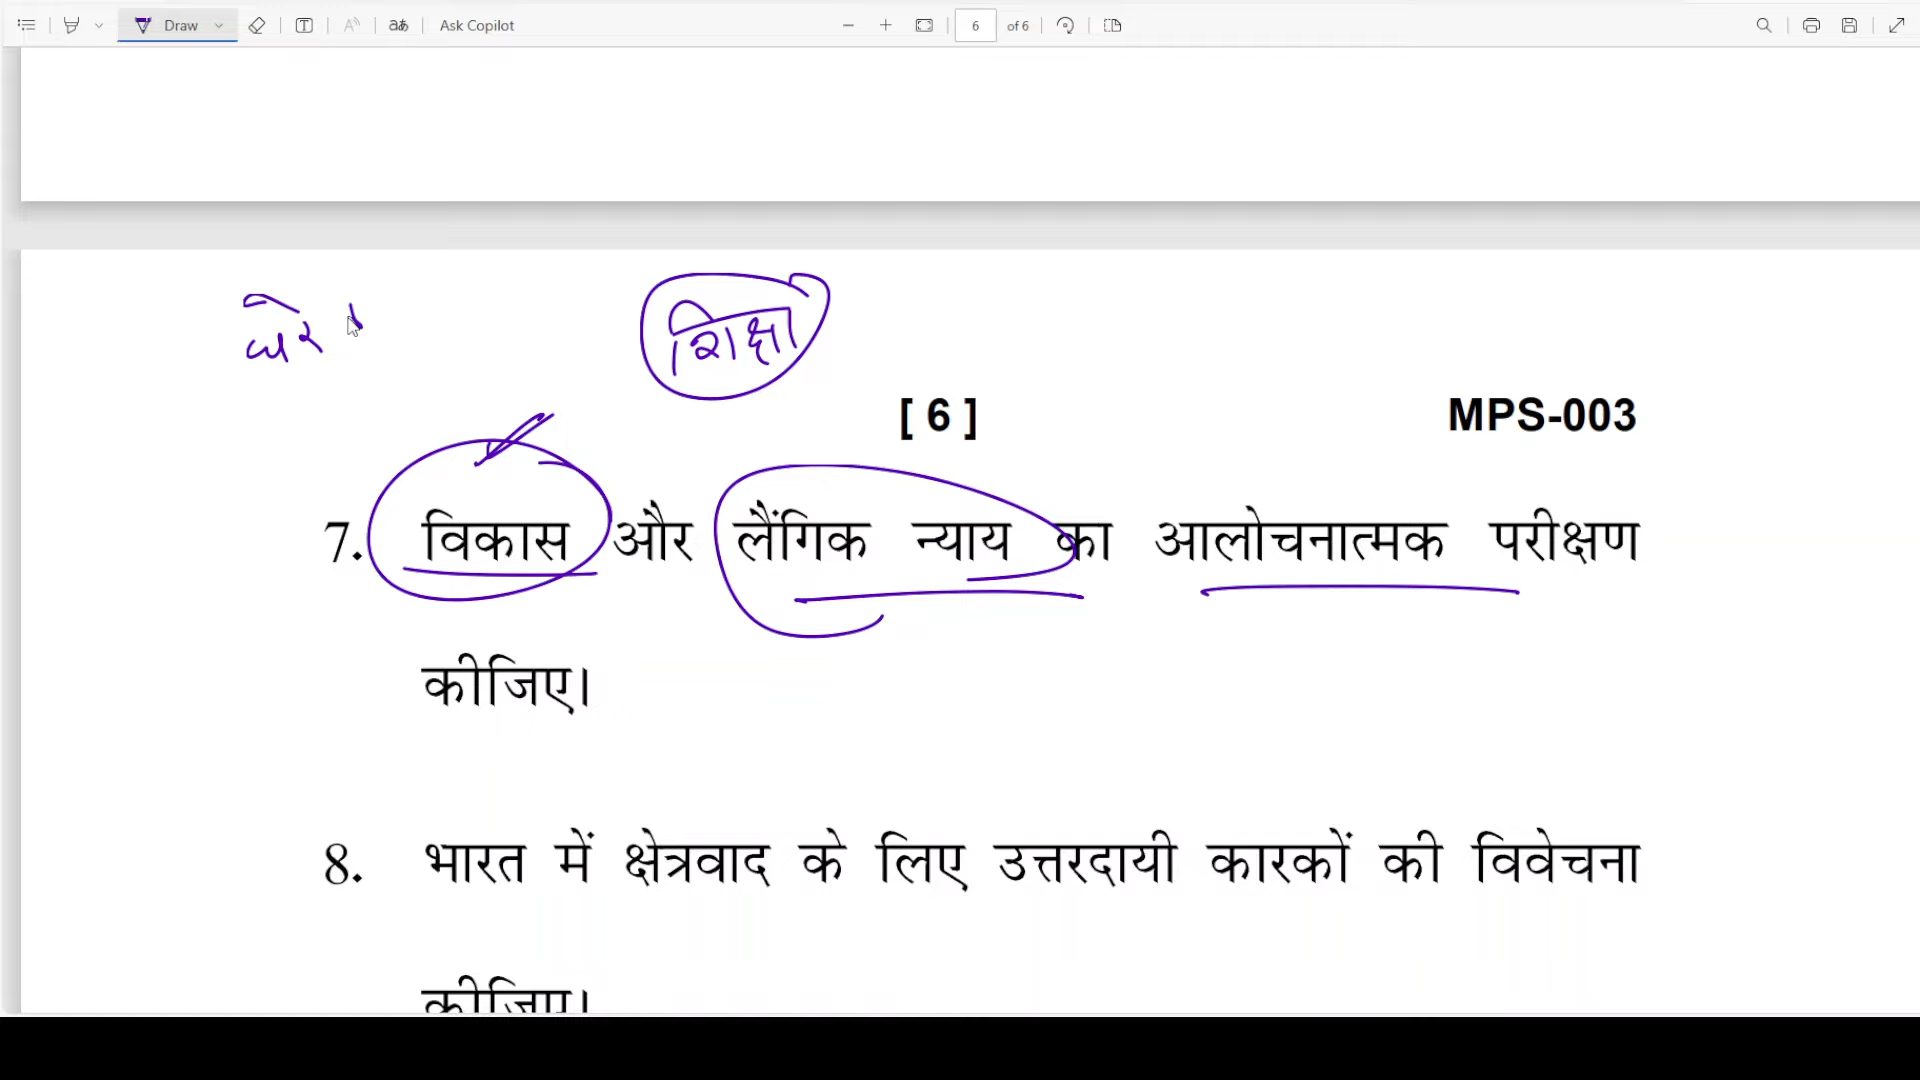 Draw
Ask Copilot
6 of 6
शिक्षा
[ 6 ] MPS-003
7. विकास और लैंगिक न्याय का आलोचनात्मक परीक्षण
कीजिए।
8. भारत में क्षेत्रवाद के लिए उत्तरदायी कारकों की विवेचना
कीजिए।